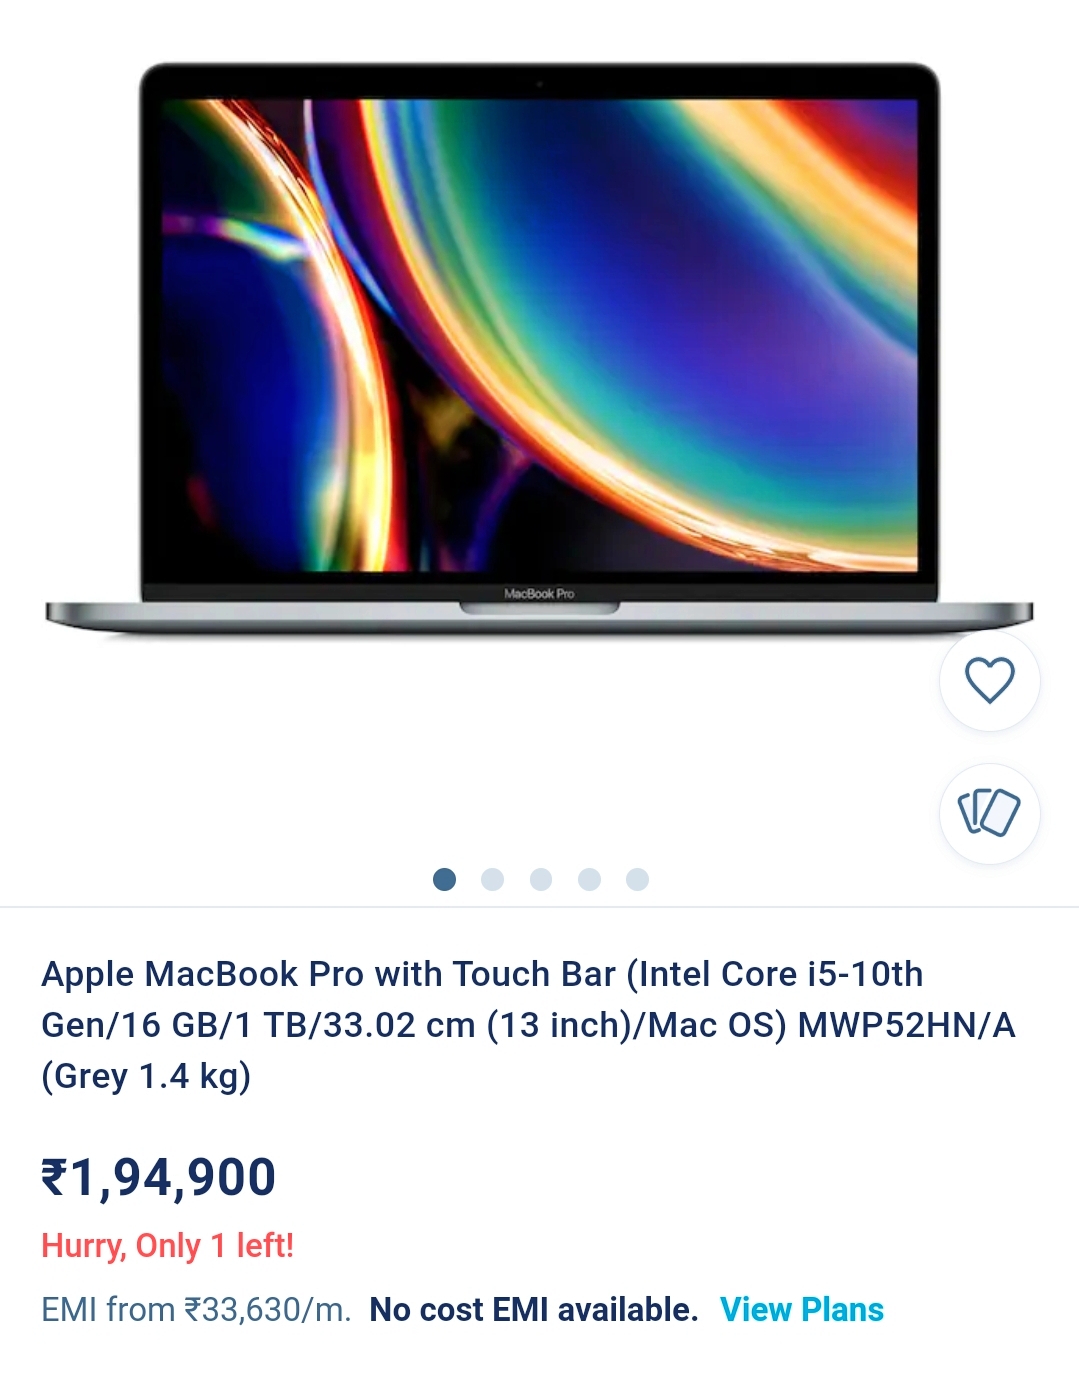 MacBook Pro
Apple MacBook Pro with Touch Bar (Intel Core i5-10th
Gen/16 GB/1 TB/33.02 cm (13 inch)/Mac OS) MWP52HN/A
(Grey 1.4 kg)
₹1,94,900
Hurry, Only 1 left!
EMI from ₹33,630/m. No cost EMI available. View Plans